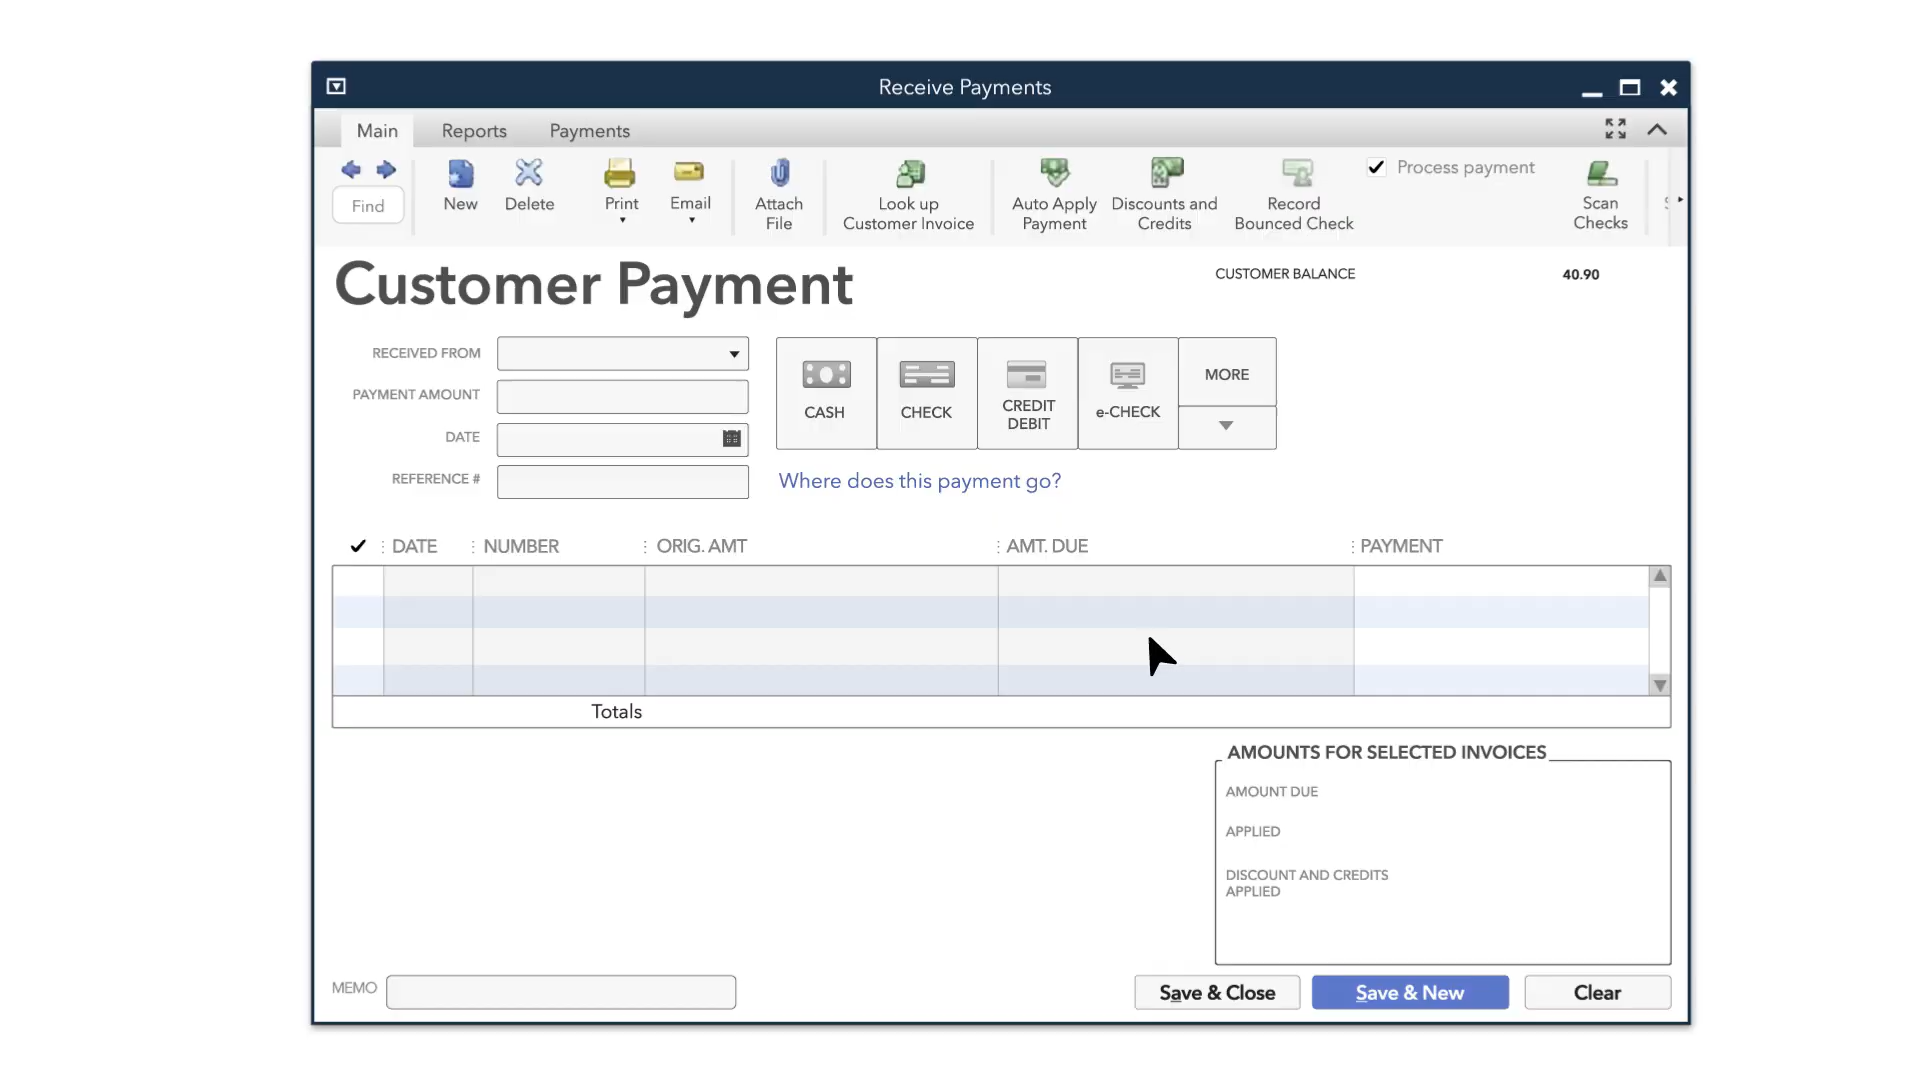 Receive Payments
Main Reports Payments
Find
New
Delete
Print
Email
Attach
File
Look up
Customer Invoice
Auto Apply
Payment
Discounts and
Credits
Record
Bounced Check
Process payment
Scan
Checks
Customer Payment
CUSTOMER BALANCE 40.90
RECEIVED FROM
PAYMENT AMOUNT
DATE
REFERENCE #
CASH
CHECK
CREDIT
DEBIT
e-CHECK
MORE
Where does this payment go?
DATE NUMBER ORIG. AMT AMT. DUE PAYMENT
Totals
AMOUNTS FOR SELECTED INVOICES
AMOUNT DUE
APPLIED
DISCOUNT AND CREDITS
APPLIED
MEMO
Save & Close Save & New Clear